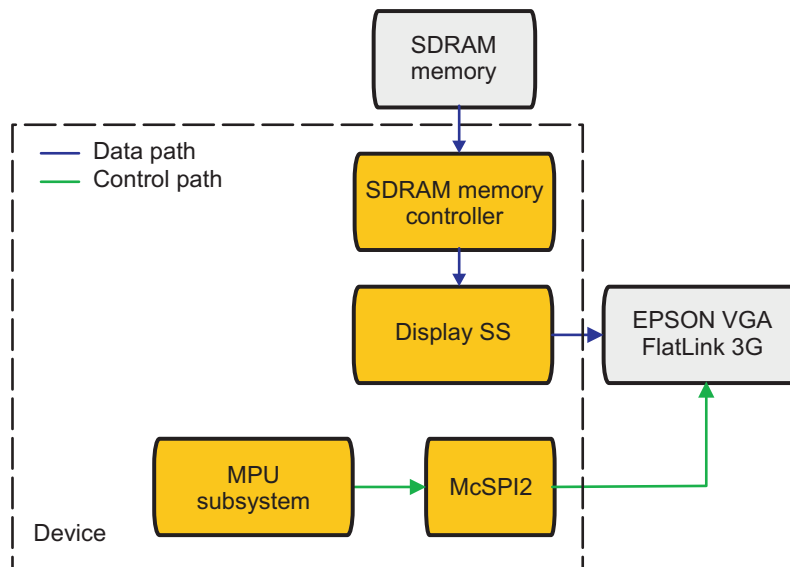 SDRAM
memory
Data path
Control path
SDRAM memory
controller
Display SS
EPSON VGA
FlatLink 3G
MPU
subsystem
McSPI2
Device